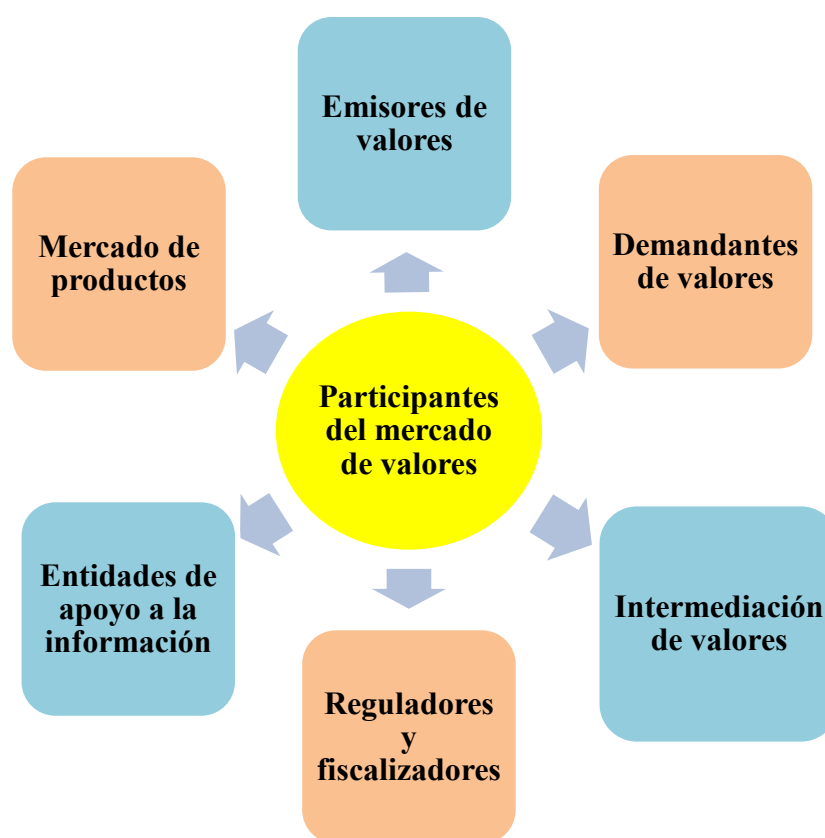 Emisores de
valores
Mercado de
productos
Demandantes
de valores
Participantes
del mercado
de valores
Entidades de
apoyo a la
información
Intermediación
de valores
Reguladores
y
fiscalizadores